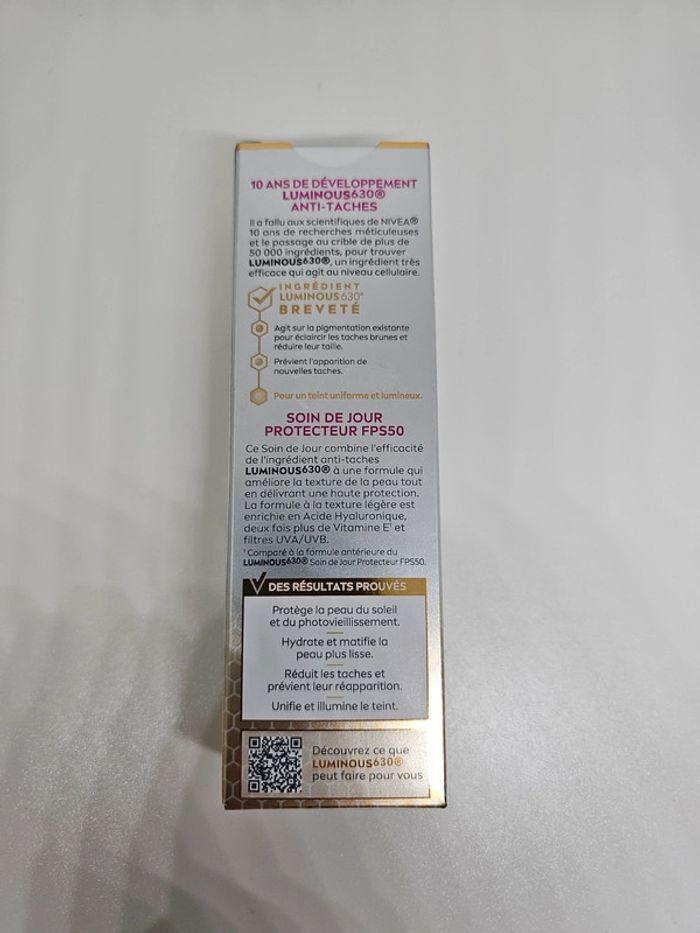 10 ANS DE DÉVELOPPEMENT
LUMINOUS630®
ANTI-TACHES
Il a fallu aux scientifiques de NIVEA®
10 ans de recherches méticuleuses
et le passage au crible de plus de
50 000 ingrédients, pour trouver
LUMINOUS630®, un ingrédient très
efficace qui agit au niveau cellulaire.
INGRÉDIENT
LUMINOUS630®
BREVETÉ
Agit sur la pigmentation existante
pour éclaircir les taches brunes et
réduire leur taille.
Prévient l'apparition de
nouvelles taches.
Pour un teint uniforme et lumineux.
SOIN DE JOUR
PROTECTEUR FPS50
Ce Soin de Jour combine l'efficacité
de l'ingrédient anti-taches
LUMINOUS630® à une formule qui
améliore la texture de la peau tout
en délivrant une haute protection.
La formule à la texture légère est
enrichie en Acide Hyaluronique,
deux fois plus de Vitamine E¹ et
filtres UVA/UVB.
¹ Comparé à la formule antérieure du
LUMINOUS630® Soin de Jour Protecteur FPS50.
DES RÉSULTATS PROUVÉS
Protège la peau du soleil
et du photovieillissement.
Hydrate et matifie la
peau plus lisse.
Réduit les taches et
prévient leur réapparition.
Unifie et illumine le teint.
Découvrez ce que
LUMINOUS630®
peut faire pour vous